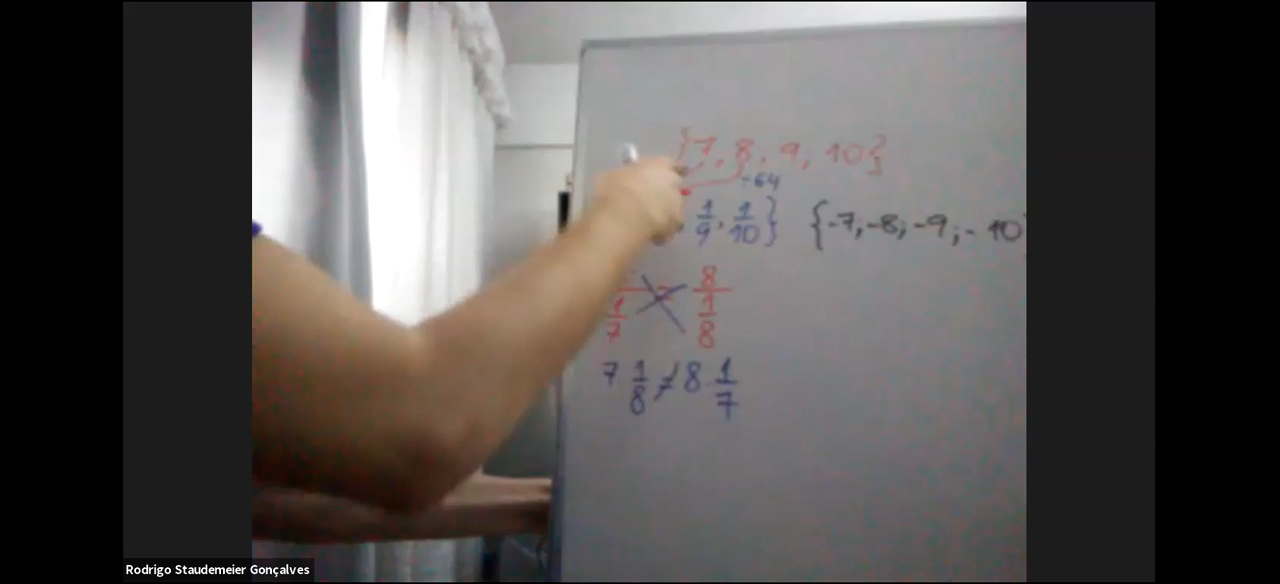 {7, 8, 9, 10}
-64
, 1/9, 1/10} {-7; -8; -9; -10
1/7 = 8/(1/8)
7 · 1/8 ≠ 8 · 1/7
Rodrigo Staudemeier Gonçalves